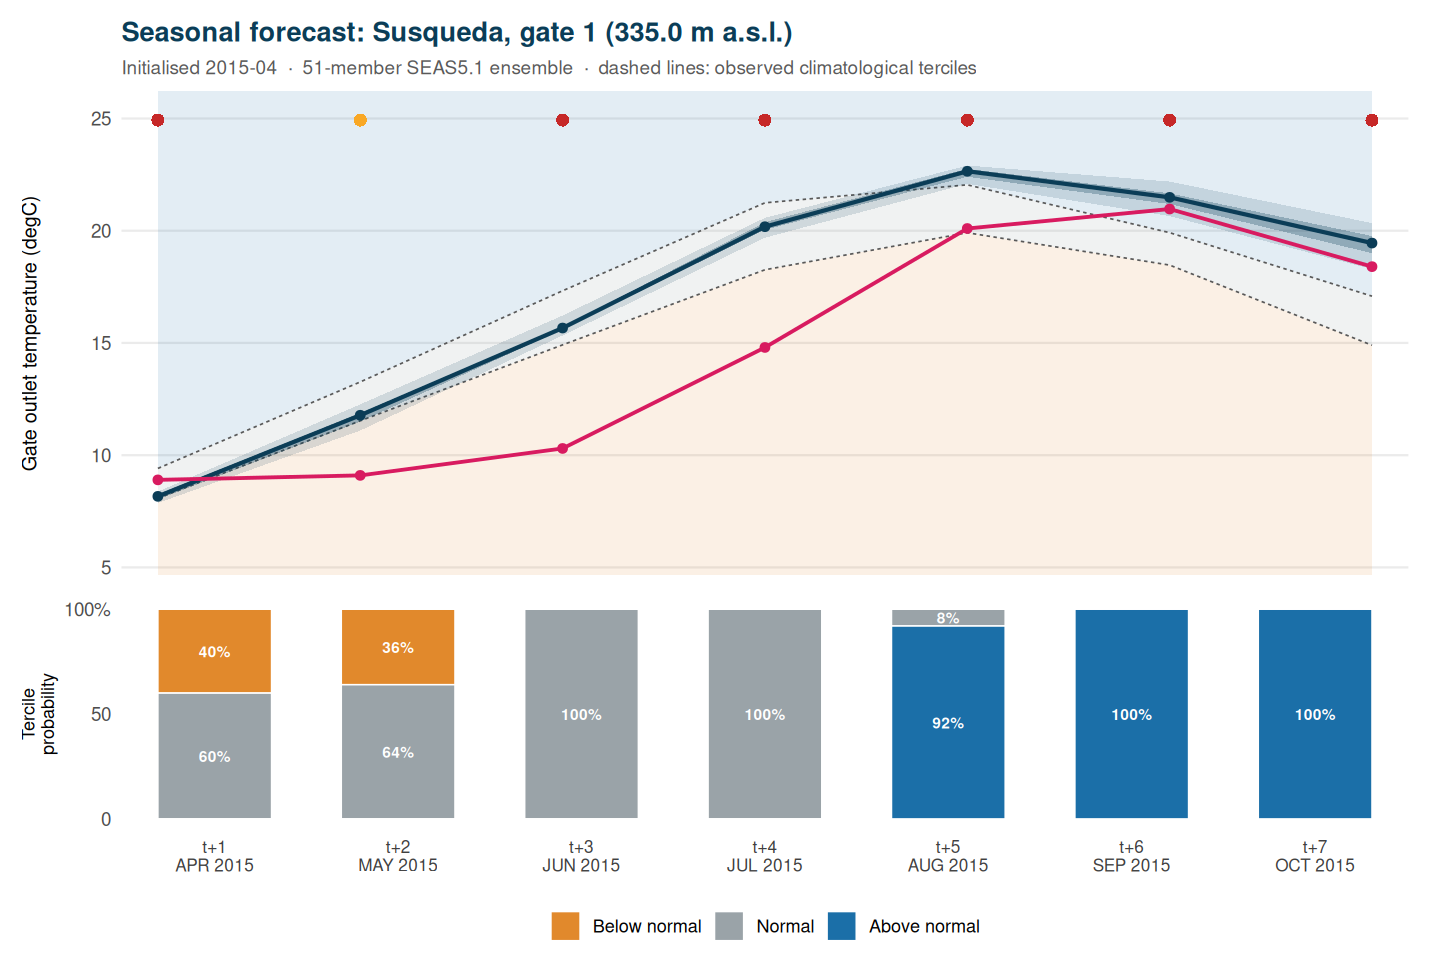 Seasonal forecast: Susqueda, gate 1 (335.0 m a.s.l.)
Initialised 2015-04 · 51-member SEAS5.1 ensemble · dashed lines: observed climatological terciles
Gate outlet temperature (degC)
25
20
15
10
5
Tercile
probability
100%
50
0
40%
36%
8%
60%
64%
100%
100%
92%
100%
100%
t+1 t+2 t+3 t+4 t+5 t+6 t+7
APR 2015 MAY 2015 JUN 2015 JUL 2015 AUG 2015 SEP 2015 OCT 2015
Below normal Normal Above normal